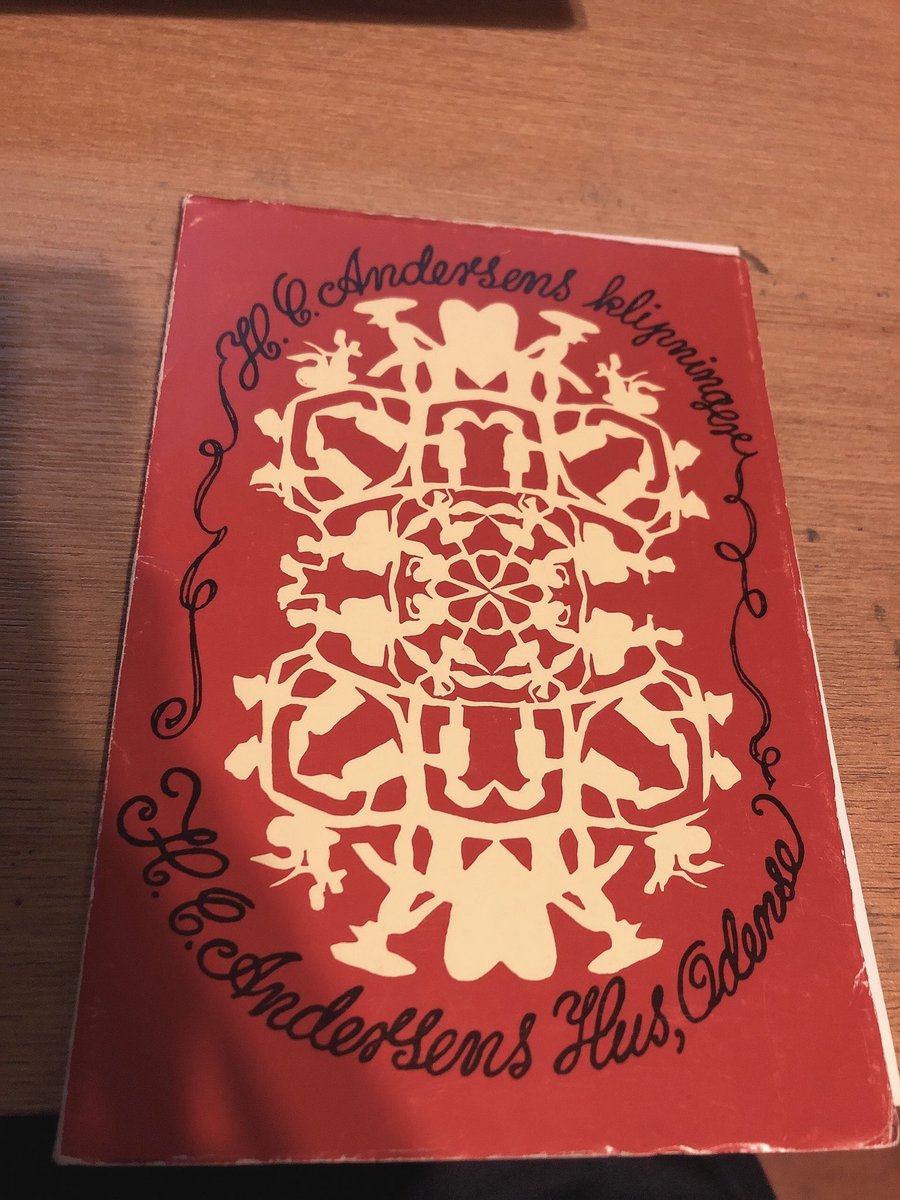 H. C. Andersens klipninger
H. C. Andersens Hus, Odense